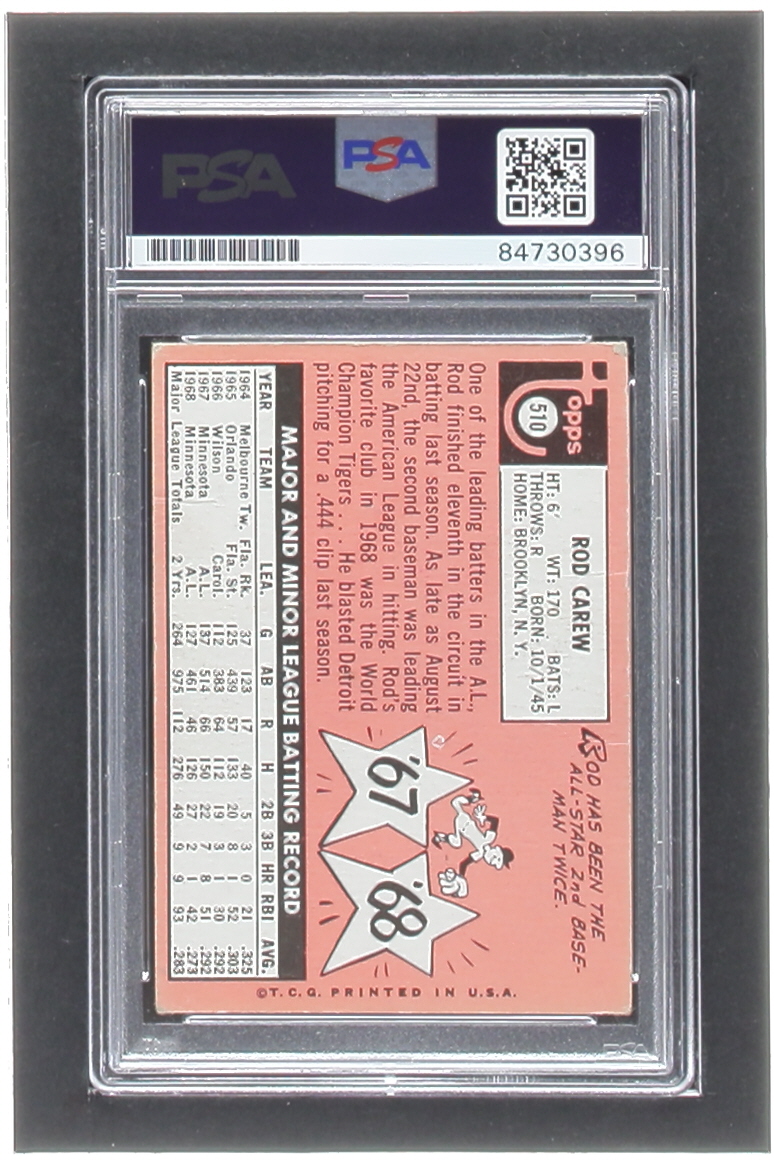 PSA
PSA
84730396
Topps
510
ROD CAREW
HT: 6' WT: 170 BATS: L
THROWS: R BORN: 10/1/45
HOME: BROOKLYN, N. Y.
ROD HAS BEEN THE
ALL-STAR 2nd BASE-
MAN TWICE.
One of the leading batters in the A.L.,
Rod finished eleventh in the circuit in
batting last season. As late as August
22nd, the second baseman was leading
the American League in hitting. Rod's
favorite club in 1968 was the World
Champion Tigers . . . He blasted Detroit
pitching for a .444 clip last season.
'67
'68
MAJOR AND MINOR LEAGUE BATTING RECORD
YEAR TEAM LEA. G AB R H 2B 3B HR RBI AVG.
1964 Melbourne Tw. Fla. Rk. 37 123 17 40 5 3 0 21 .325
1965 Orlando Fla. St. 125 439 57 133 20 8 1 52 .303
1966 Wilson Carol. 112 383 64 112 19 3 1 30 .292
1967 Minnesota A.L. 137 514 66 150 22 7 8 51 .292
1968 Minnesota A.L. 127 461 46 126 27 2 1 42 .273
Major League Totals 2 Yrs. 264 975 112 276 49 9 9 93 .283
©T.C.G. PRINTED IN U.S.A.
PSA